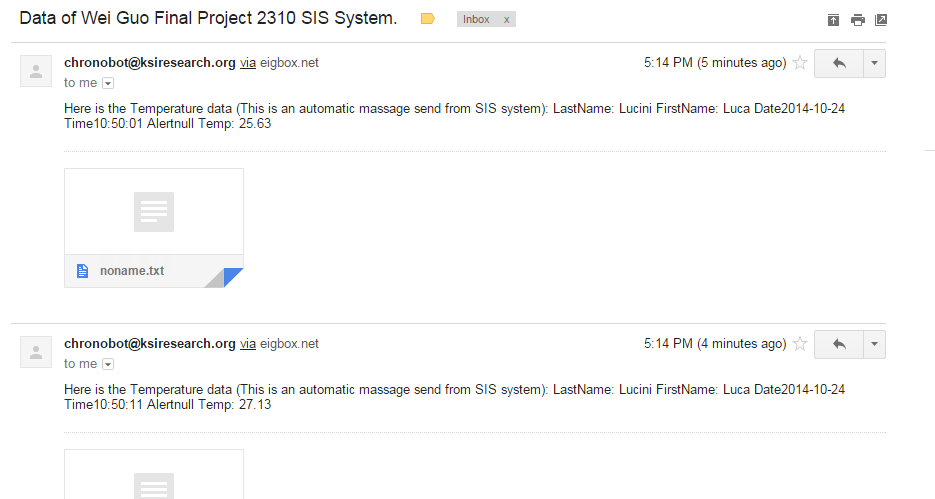 Data of Wei Guo Final Project 2310 SIS System.
Inbox x
chronobot@ksiresearch.org via eigbox.net 5:14 PM (5 minutes ago)
to me
Here is the Temperature data (This is an automatic massage send from SIS system): LastName: Lucini FirstName: Luca Date2014-10-24
Time10:50:01 Alertnull Temp: 25.63
noname.txt
chronobot@ksiresearch.org via eigbox.net 5:14 PM (4 minutes ago)
to me
Here is the Temperature data (This is an automatic massage send from SIS system): LastName: Lucini FirstName: Luca Date2014-10-24
Time10:50:11 Alertnull Temp: 27.13